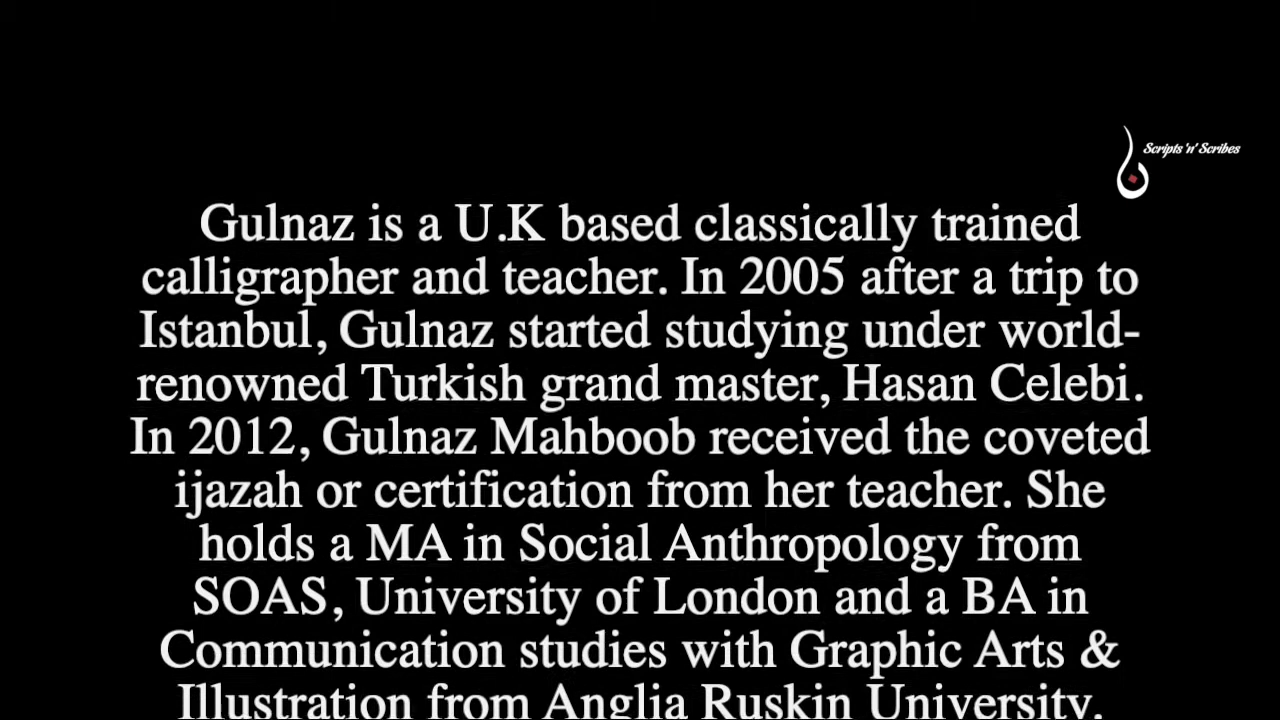 Scripts 'n' Scribes
Gulnaz is a U.K based classically trained
calligrapher and teacher. In 2005 after a trip to
Istanbul, Gulnaz started studying under world-
renowned Turkish grand master, Hasan Celebi.
In 2012, Gulnaz Mahboob received the coveted
ijazah or certification from her teacher. She
holds a MA in Social Anthropology from
SOAS, University of London and a BA in
Communication studies with Graphic Arts &
Illustration from Anglia Ruskin University.